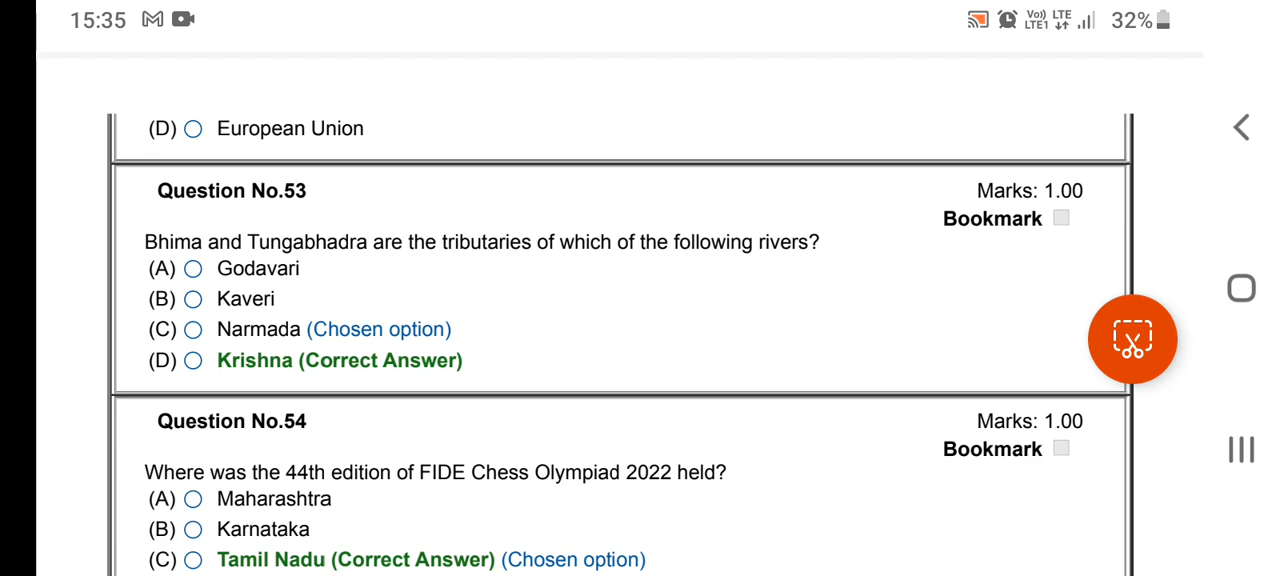 15:35 Vo) LTE LTE1 32%
(D) European Union
Question No.53 Marks: 1.00
Bookmark
Bhima and Tungabhadra are the tributaries of which of the following rivers?
(A) Godavari
(B) Kaveri
(C) Narmada (Chosen option)
(D) Krishna (Correct Answer)
Question No.54 Marks: 1.00
Bookmark
Where was the 44th edition of FIDE Chess Olympiad 2022 held?
(A) Maharashtra
(B) Karnataka
(C) Tamil Nadu (Correct Answer) (Chosen option)